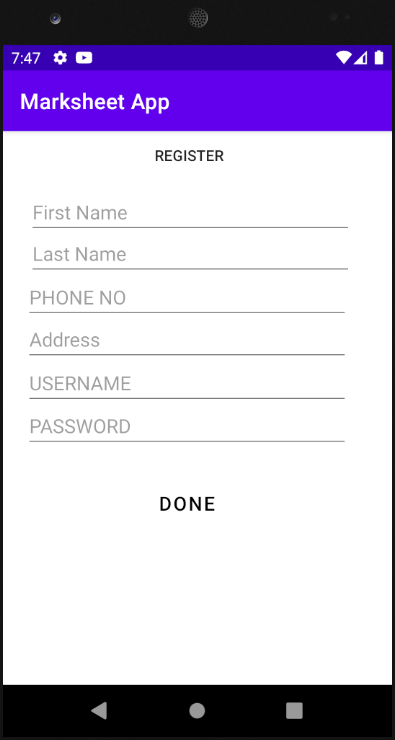 7:47
Marksheet App
REGISTER
First Name
Last Name
PHONE NO
Address
USERNAME
PASSWORD
DONE